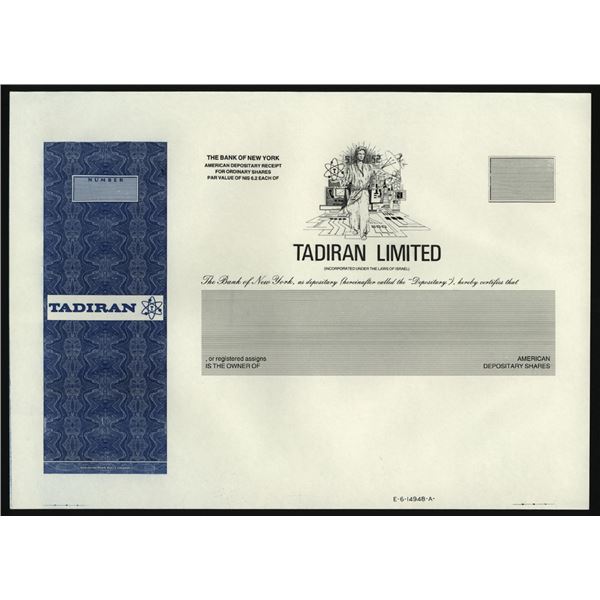 NUMBER
TADIRAN
T
THE BANK OF NEW YORK
AMERICAN DEPOSITARY RECEIPT
FOR ORDINARY SHARES
PAR VALUE OF NIS 6.2 EACH OF
TADIRAN LIMITED
(INCORPORATED UNDER THE LAWS OF ISRAEL)
The Bank of New York, as depositary (hereinafter called the "Depositary"), hereby certifies that
, or registered assigns
IS THE OWNER OF
AMERICAN
DEPOSITARY SHARES
E-6-14948-A-